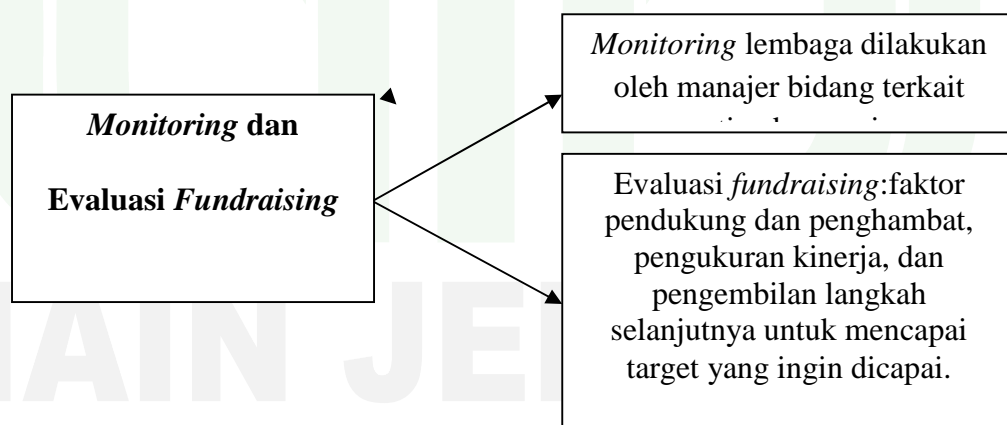 Monitoring dan
Evaluasi Fundraising
Monitoring lembaga dilakukan
oleh manajer bidang terkait
Evaluasi fundraising:faktor
pendukung dan penghambat,
pengukuran kinerja, dan
pengembilan langkah
selanjutnya untuk mencapai
target yang ingin dicapai.